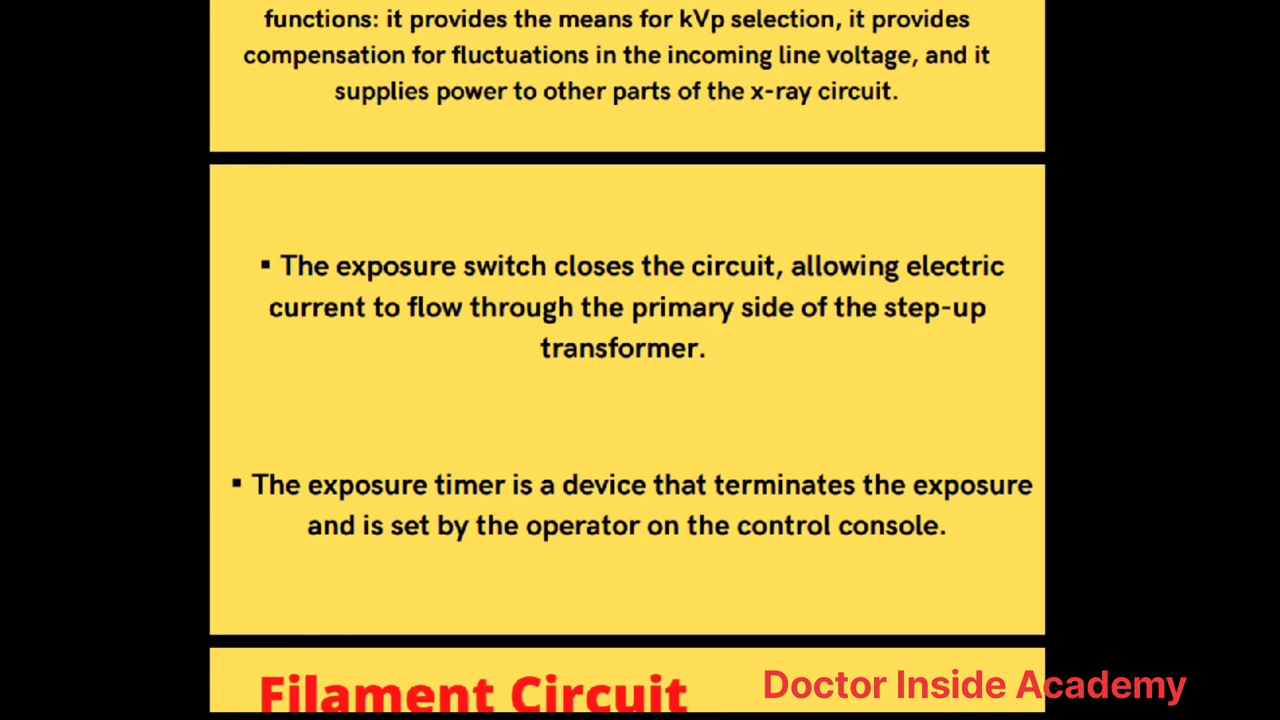 functions: it provides the means for kVp selection, it provides
compensation for fluctuations in the incoming line voltage, and it
supplies power to other parts of the x-ray circuit.
▪ The exposure switch closes the circuit, allowing electric
current to flow through the primary side of the step-up
transformer.
▪ The exposure timer is a device that terminates the exposure
and is set by the operator on the control console.
Filament Circuit
Doctor Inside Academy